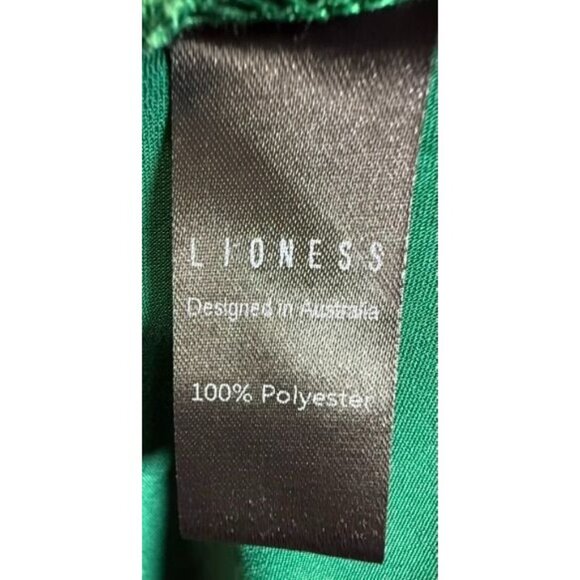 LIONESS
Designed in Australia
100% Polyester